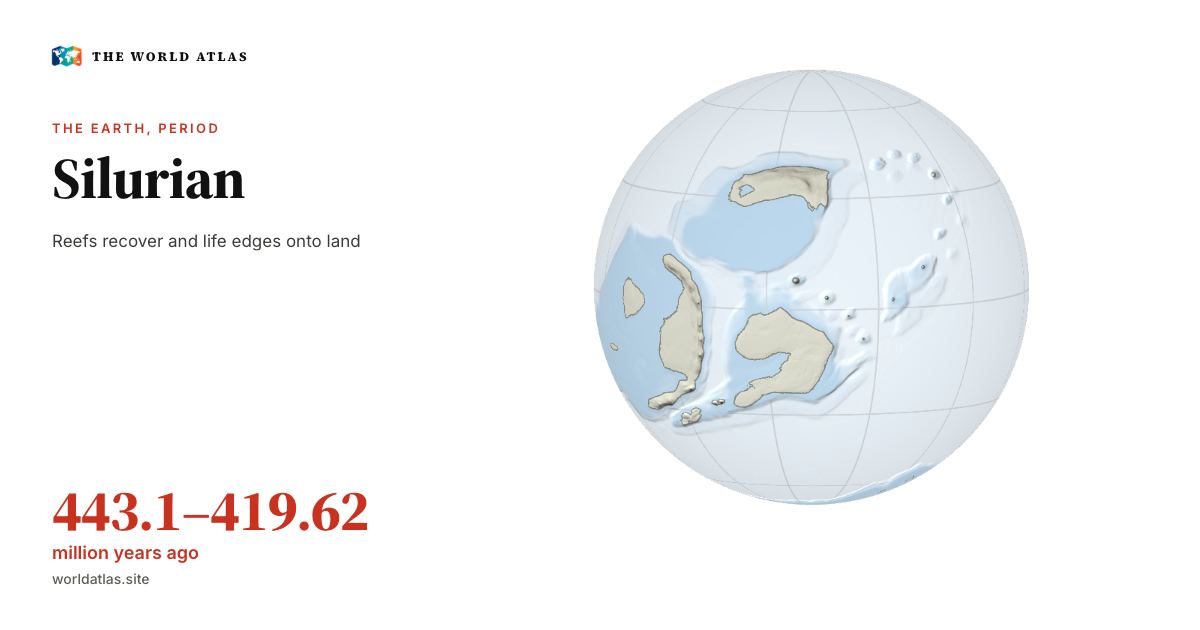 THE WORLD ATLAS
THE EARTH, PERIOD
Silurian
Reefs recover and life edges onto land
443.1–419.62
million years ago
worldatlas.site